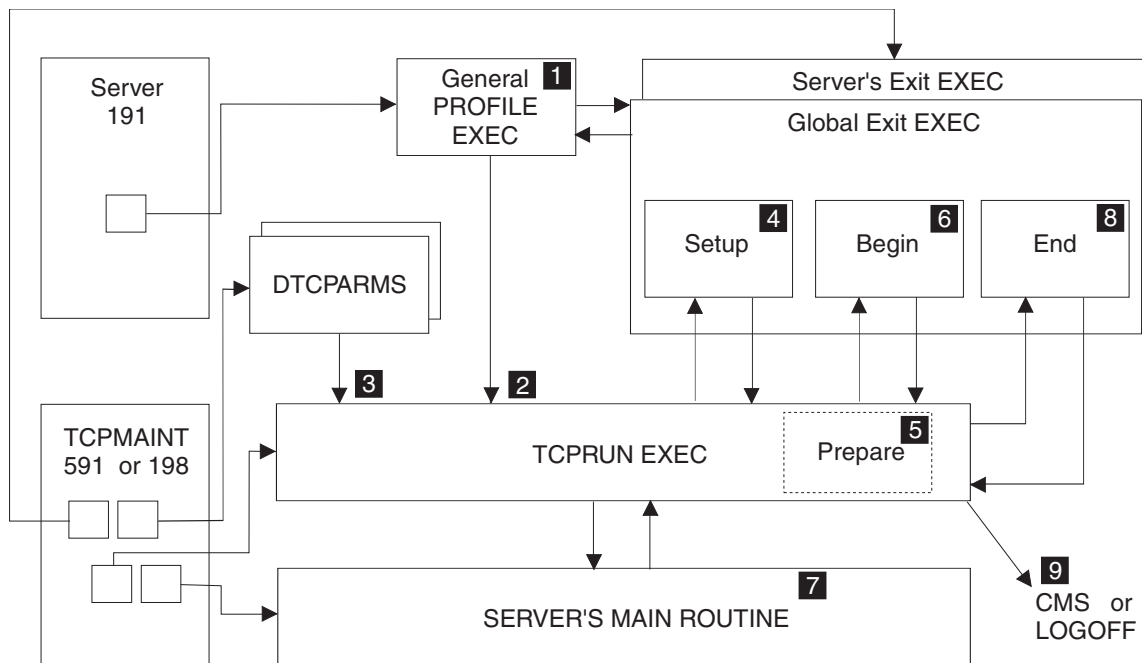 Server
191
General
PROFILE
EXEC
1
Server's Exit EXEC
Global Exit EXEC
Setup
4
Begin
6
End
8
DTCPARMS
3
2
TCPMAINT
591 or 198
TCPRUN EXEC
Prepare
5
SERVER'S MAIN ROUTINE
7
9
CMS or
LOGOFF